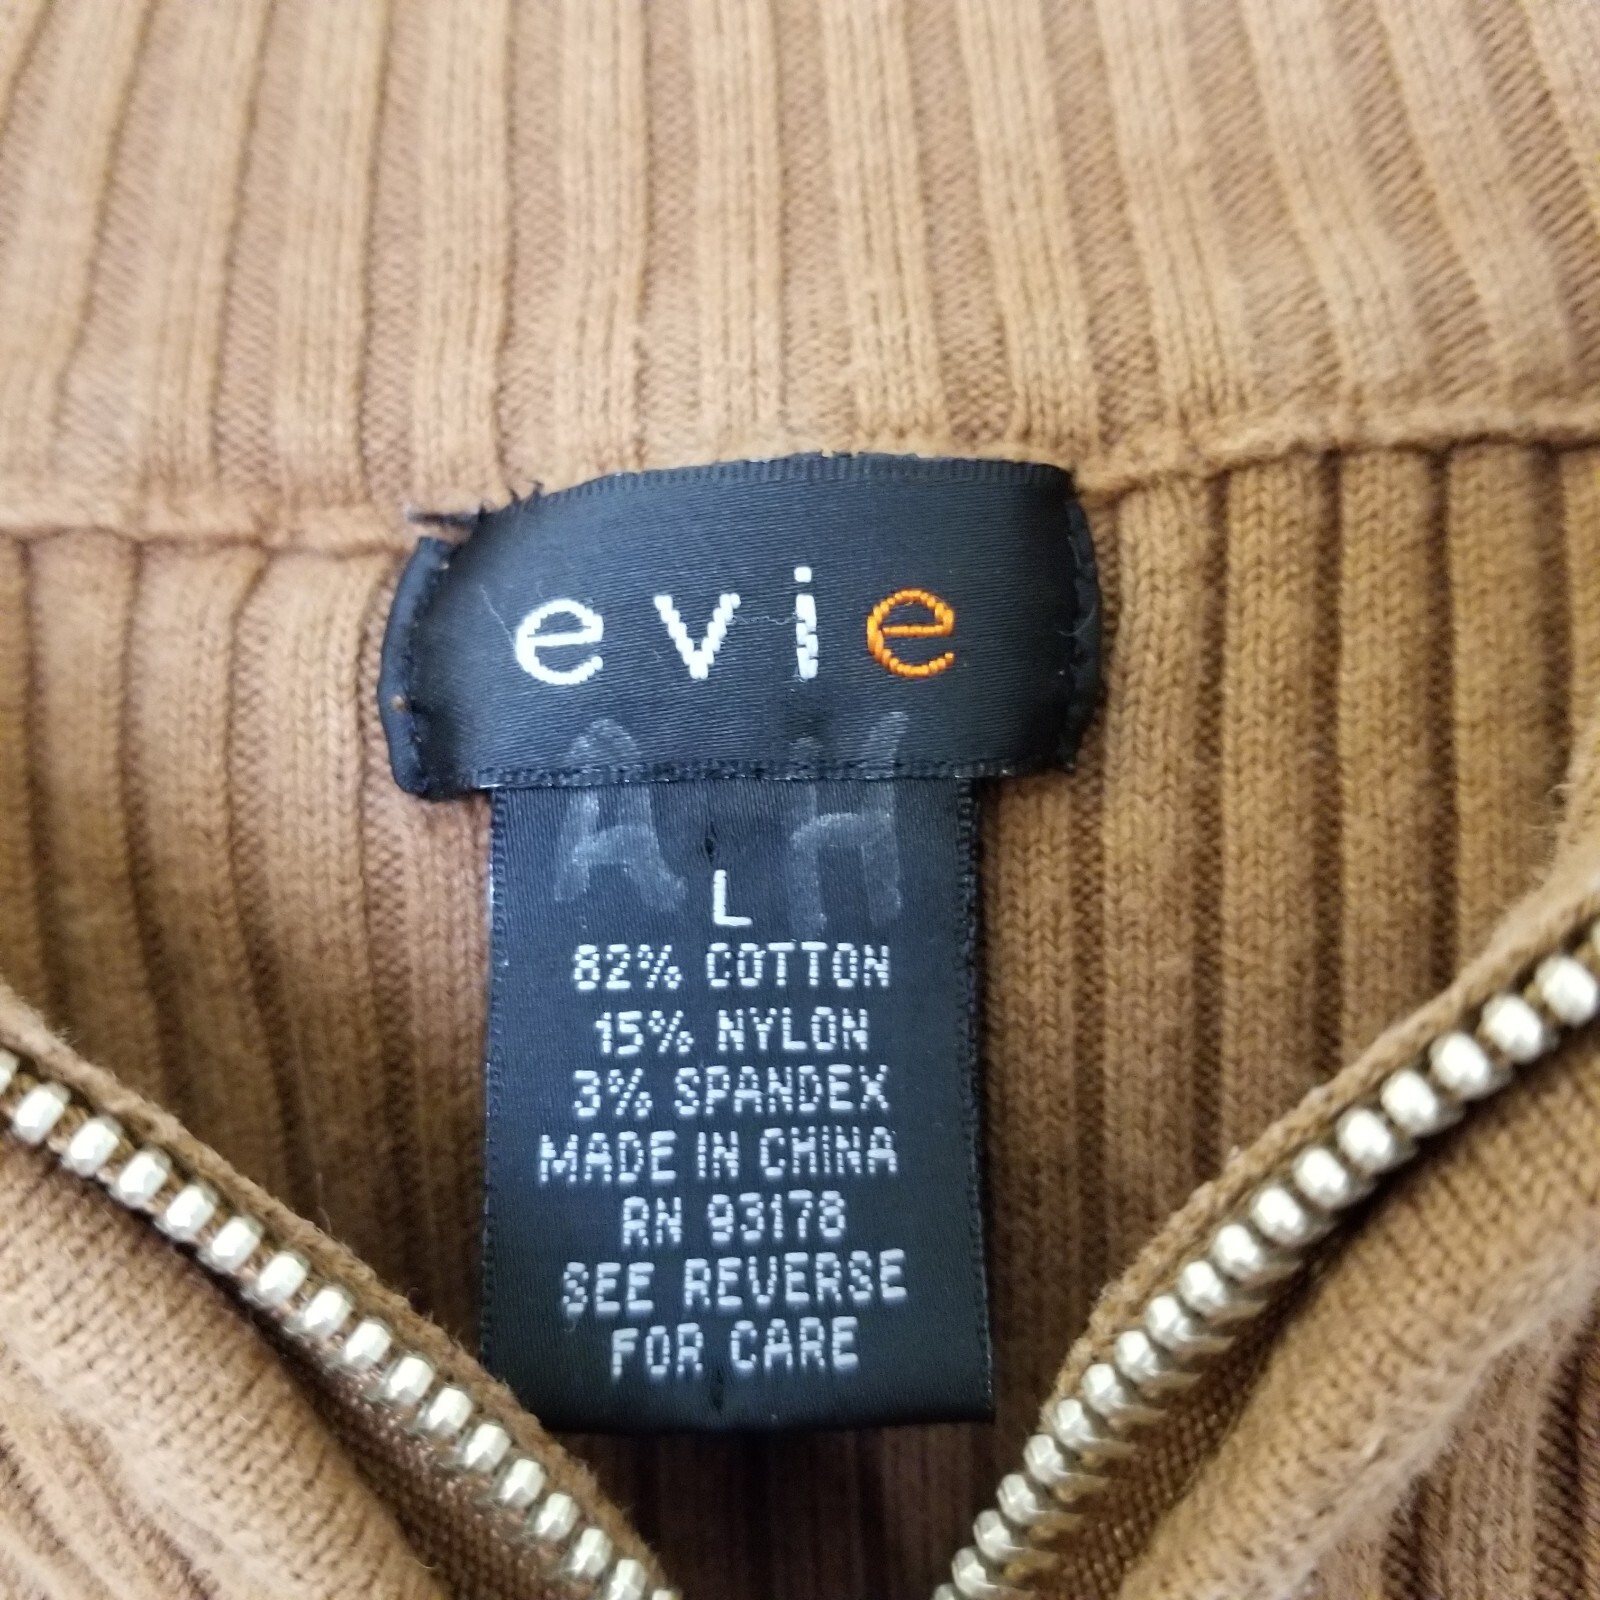 evie
A H
L
82% COTTON
15% NYLON
3% SPANDEX
MADE IN CHINA
RN 93178
SEE REVERSE
FOR CARE